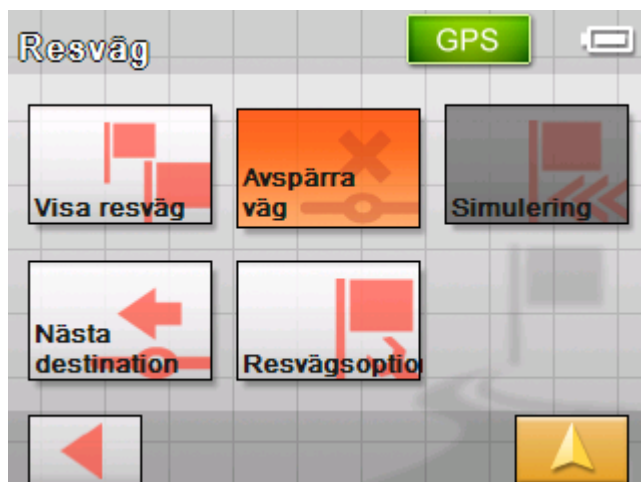 Resväg
GPS
Visa resväg
Avspärra
väg
Simulering
Nästa
destination
Resvägsoptio